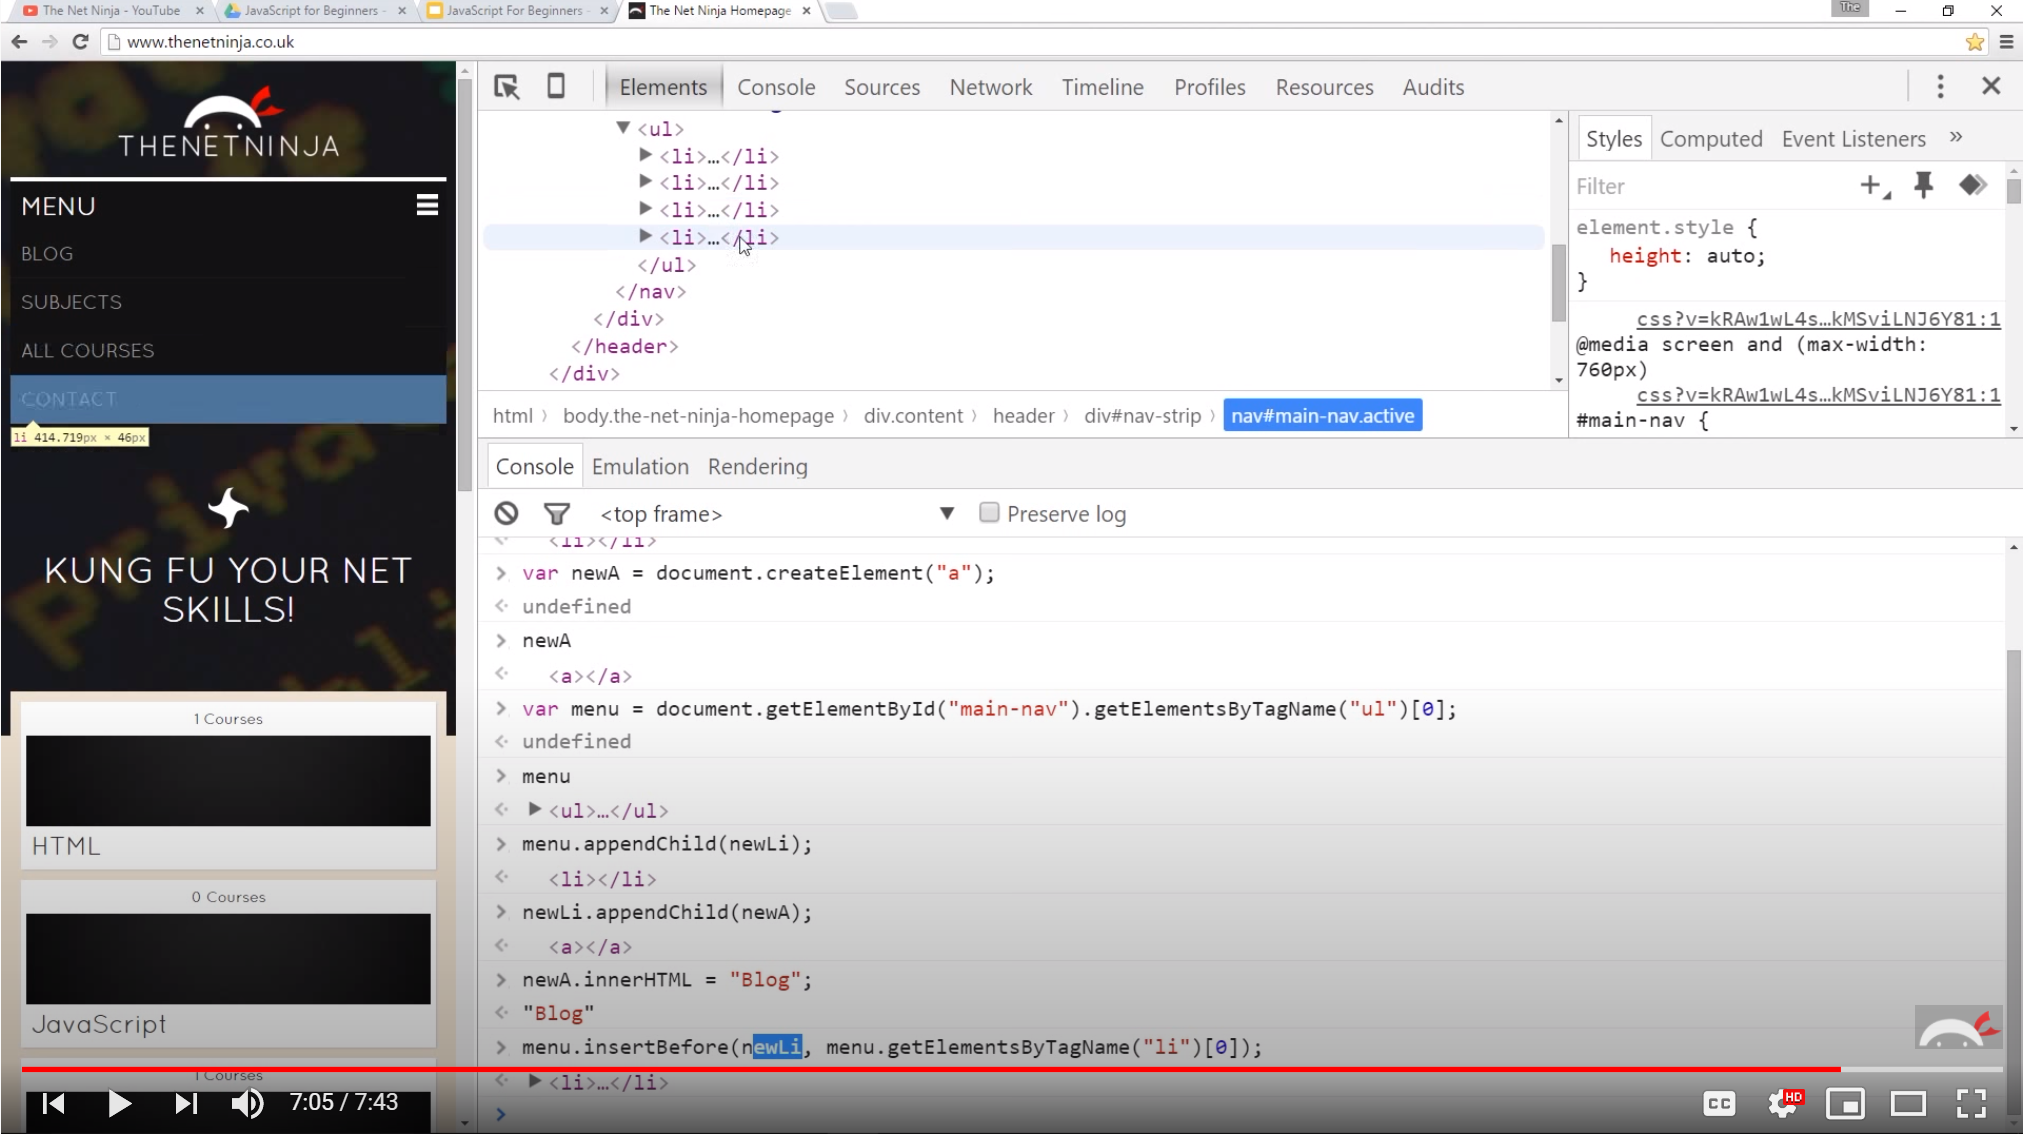 The Net Ninja - YouTube
JavaScript for Beginners -
JavaScript For Beginners -
The Net Ninja Homepage
The
www.thenetninja.co.uk
THENETNINJA
MENU
BLOG
SUBJECTS
ALL COURSES
CONTACT
li 414.719px × 46px
KUNG FU YOUR NET
SKILLS!
1 Courses
HTML
0 Courses
JavaScript
1 Courses
Elements Console Sources Network Timeline Profiles Resources Audits
▼ <ul>
▶ <li>…</li>
▶ <li>…</li>
▶ <li>…</li>
▶ <li>…</li>
</ul>
</nav>
</div>
</header>
</div>
html body.the-net-ninja-homepage div.content header div#nav-strip nav#main-nav.active
Styles Computed Event Listeners »
Filter
element.style {
height: auto;
}
css?v=kRAw1wL4s…kMSviLNJ6Y81:1
@media screen and (max-width:
760px)
css?v=kRAw1wL4s…kMSviLNJ6Y81:1
#main-nav {
Console Emulation Rendering
<top frame> ▼ Preserve log
<li></li>
> var newA = document.createElement("a");
undefined
> newA
<a></a>
> var menu = document.getElementById("main-nav").getElementsByTagName("ul")[0];
undefined
> menu
▶ <ul>…</ul>
> menu.appendChild(newLi);
<li></li>
> newLi.appendChild(newA);
<a></a>
> newA.innerHTML = "Blog";
"Blog"
> menu.insertBefore(newLi, menu.getElementsByTagName("li")[0]);
▶ <li>…</li>
>
7:05 / 7:43
CC
HD